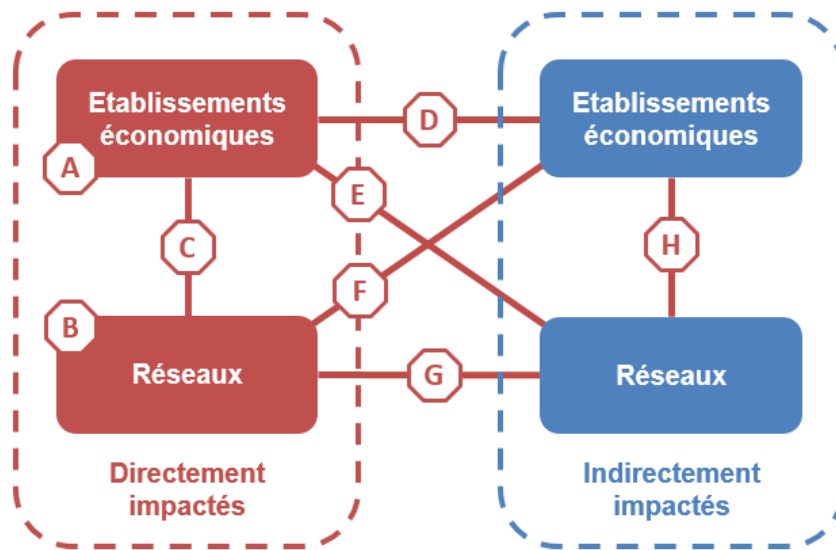 Etablissements
économiques
Etablissements
économiques
D
A
E
C
H
F
B
Réseaux
G
Réseaux
Directement
impactés
Indirectement
impactés